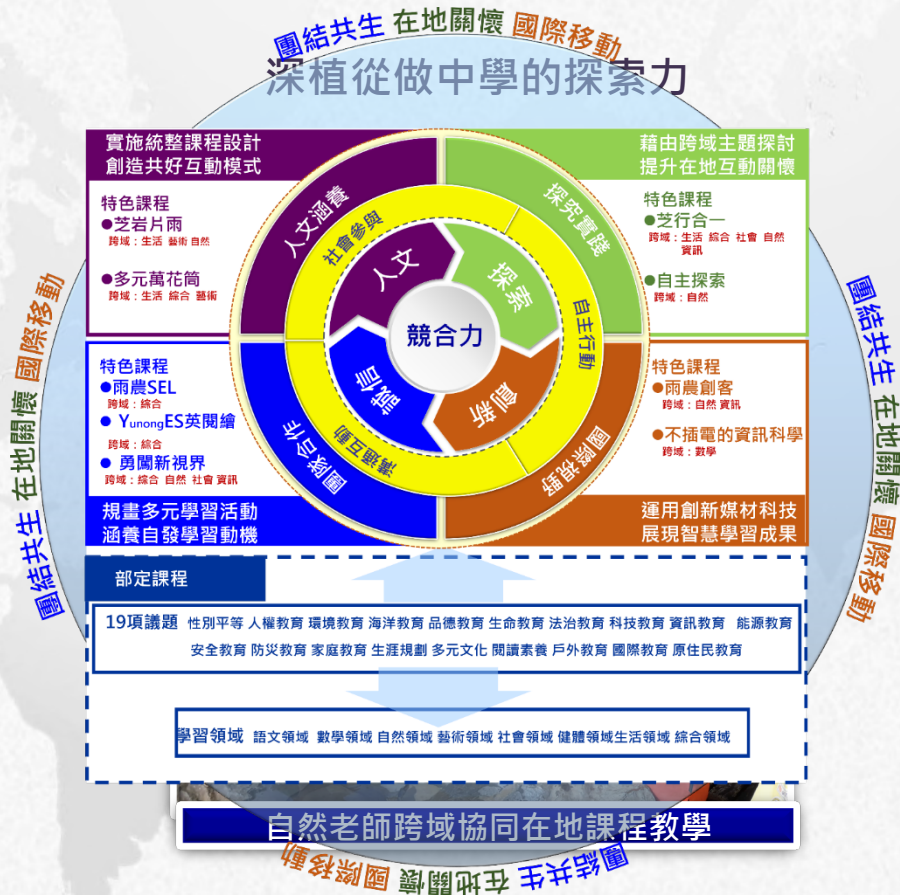 團結共生 在地關懷 國際移動
深植從做中學的探索力
實施統整課程設計
創造共好互動模式
特色課程
●芝岩片雨
跨域：生活 藝術 自然
●多元萬花筒
跨域：生活 綜合 藝術
藉由跨域主題探討
提升在地互動關懷
特色課程
●芝行合一
跨域：生活 綜合 社會 自然
資訊
●自主探索
跨域：自然
人文涵養
探究實踐
社會參與
自主行動
人文
探索
競合力
誠信
創新
溝通互動
團隊合作
國際視野
團結共生 在地關懷 國際移動
團結共生 在地關懷 國際移動
特色課程
●雨農SEL
跨域：綜合
● YunongES英閱繪
跨域：綜合
● 勇闖新視界
跨域：綜合 自然 社會 資訊
規畫多元學習活動
涵養自發學習動機
特色課程
●雨農創客
跨域：自然 資訊
●不插電的資訊科學
跨域：數學
運用創新媒材科技
展現智慧學習成果
部定課程
19項議題 性別平等 人權教育 環境教育 海洋教育 品德教育 生命教育 法治教育 科技教育 資訊教育 能源教育
安全教育 防災教育 家庭教育 生涯規劃 多元文化 閱讀素養 戶外教育 國際教育 原住民教育
學習領域 語文領域 數學領域 自然領域 藝術領域 社會領域 健體領域生活領域 綜合領域
自然老師跨域協同在地課程教學
團結共生 在地關懷 國際移動